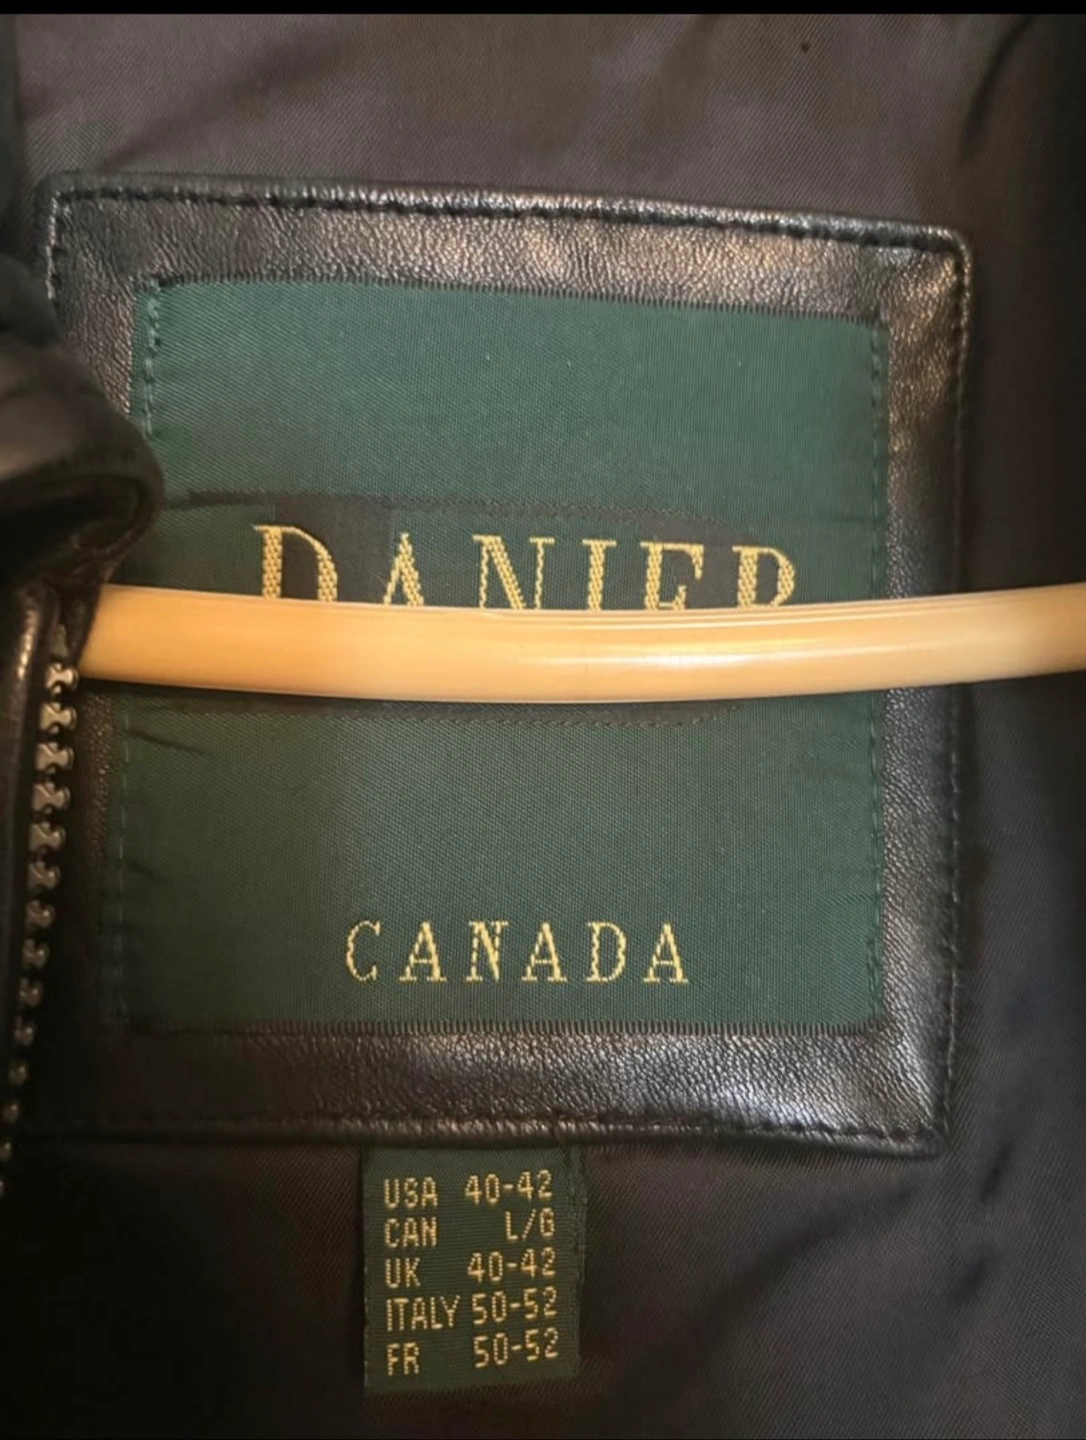 DANIER
CANADA
USA 40-42
CAN L/G
UK 40-42
ITALY 50-52
FR 50-52